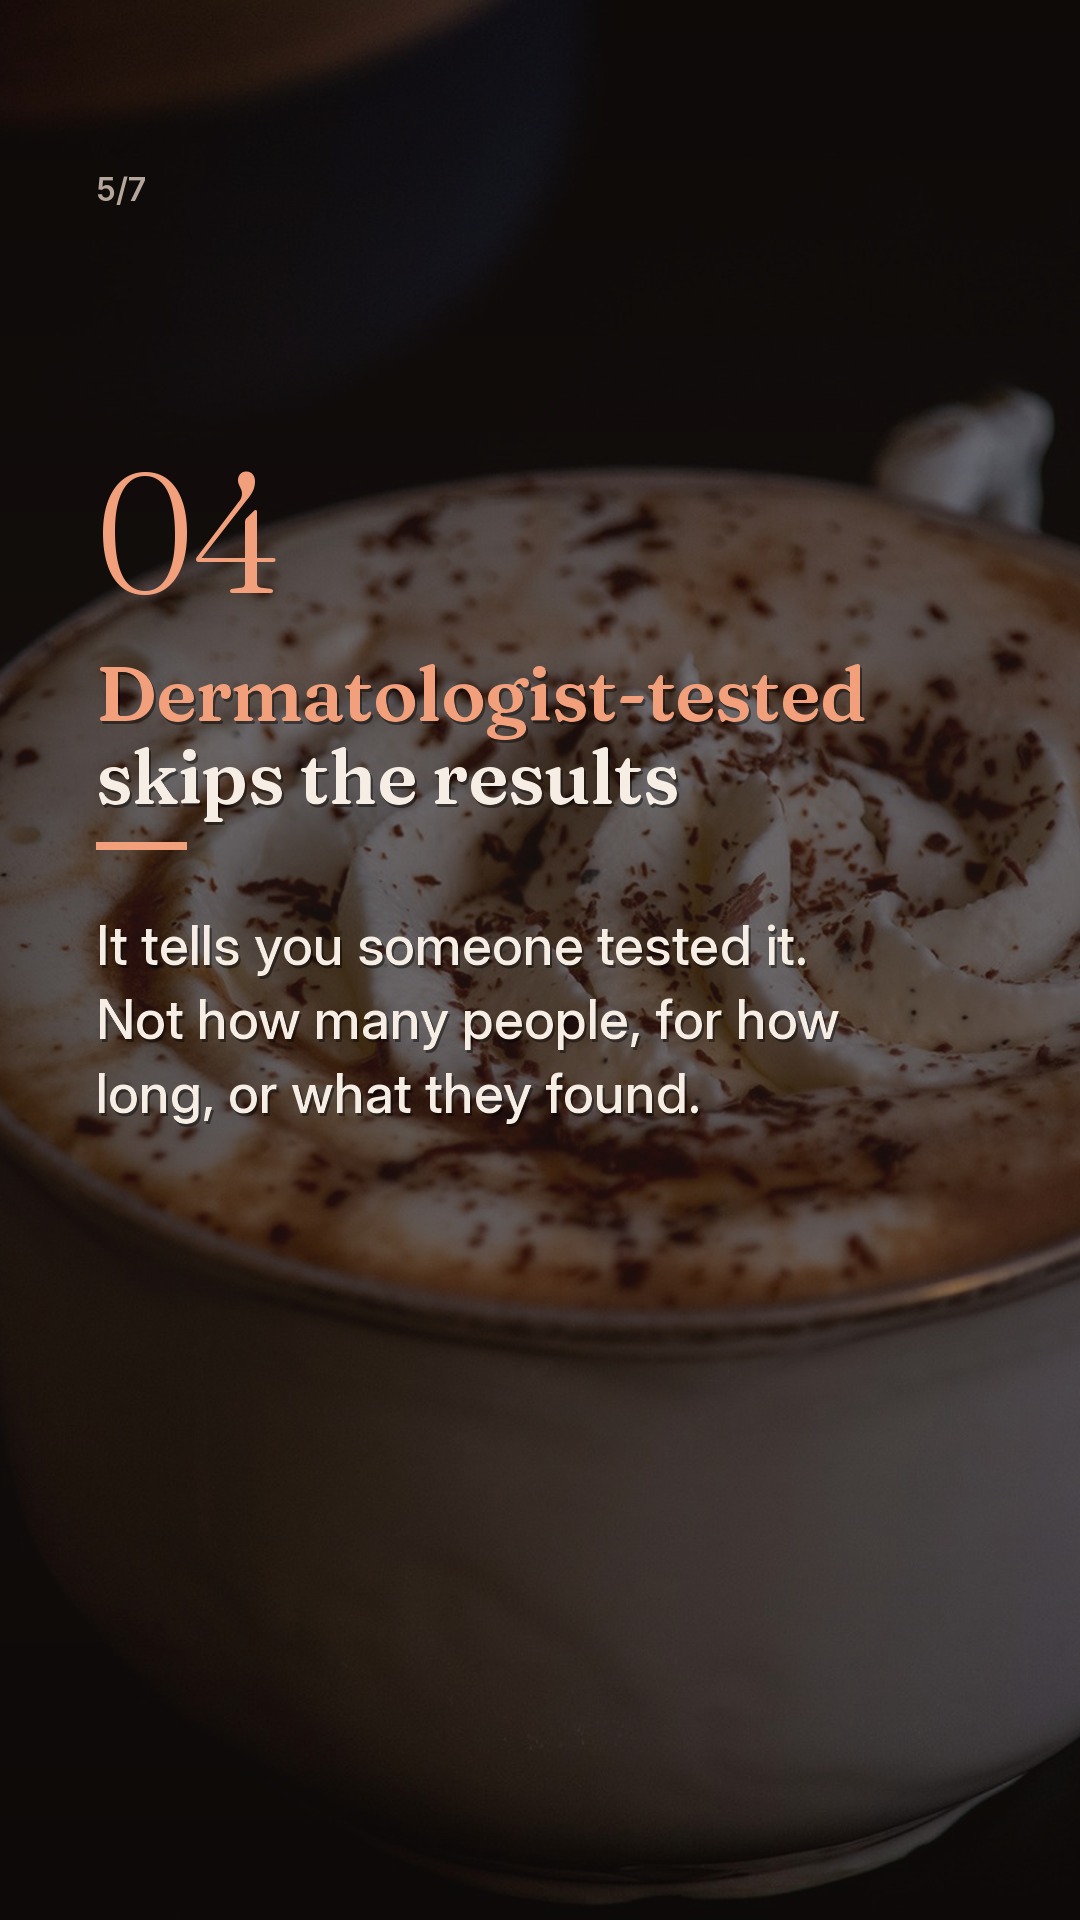 5/7
04
Dermatologist-tested
skips the results
It tells you someone tested it.
Not how many people, for how
long, or what they found.